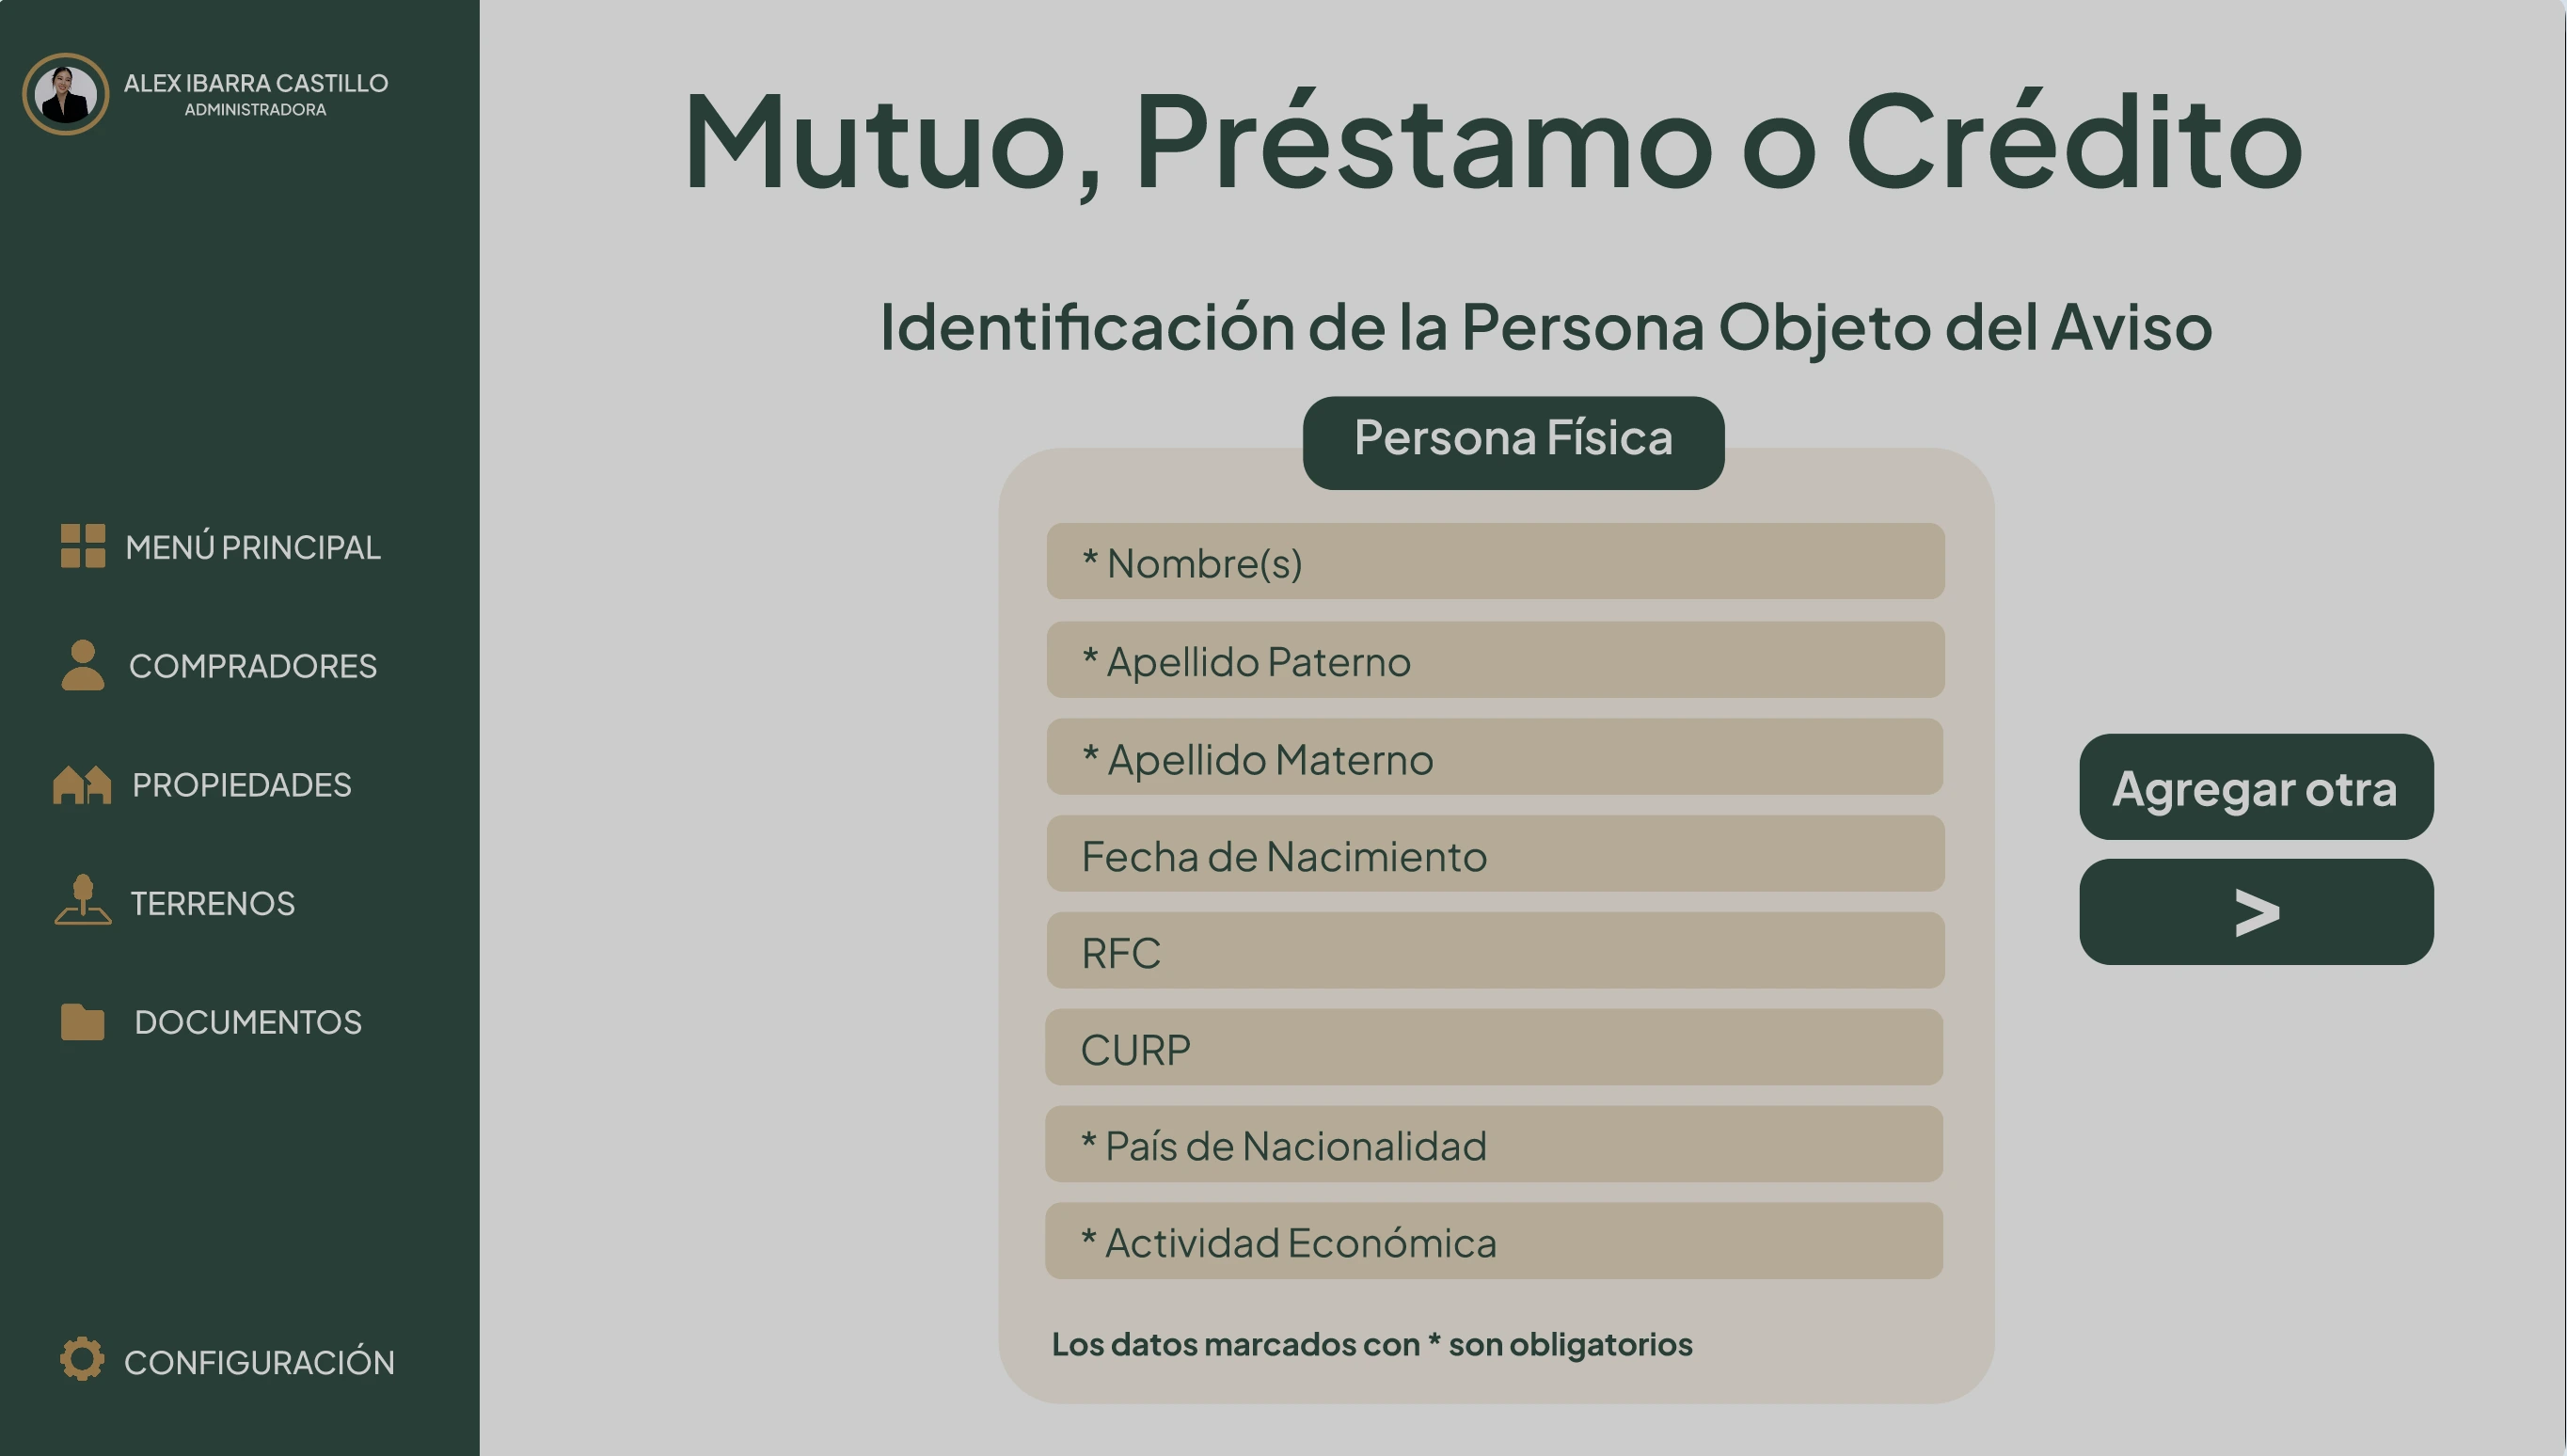 ALEX IBARRA CASTILLO
ADMINISTRADORA
MENÚ PRINCIPAL
COMPRADORES
PROPIEDADES
TERRENOS
DOCUMENTOS
CONFIGURACIÓN
Mutuo, Préstamo o Crédito
Identificación de la Persona Objeto del Aviso
Persona Física
* Nombre(s)
* Apellido Paterno
* Apellido Materno
Fecha de Nacimiento
RFC
CURP
* País de Nacionalidad
* Actividad Económica
Los datos marcados con * son obligatorios
Agregar otra
>